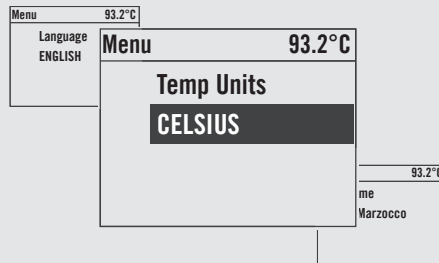 Menu 93.2°C
Language
ENGLISH
Menu 93.2°C
Temp Units
CELSIUS
93.2°C
me
Marzocco